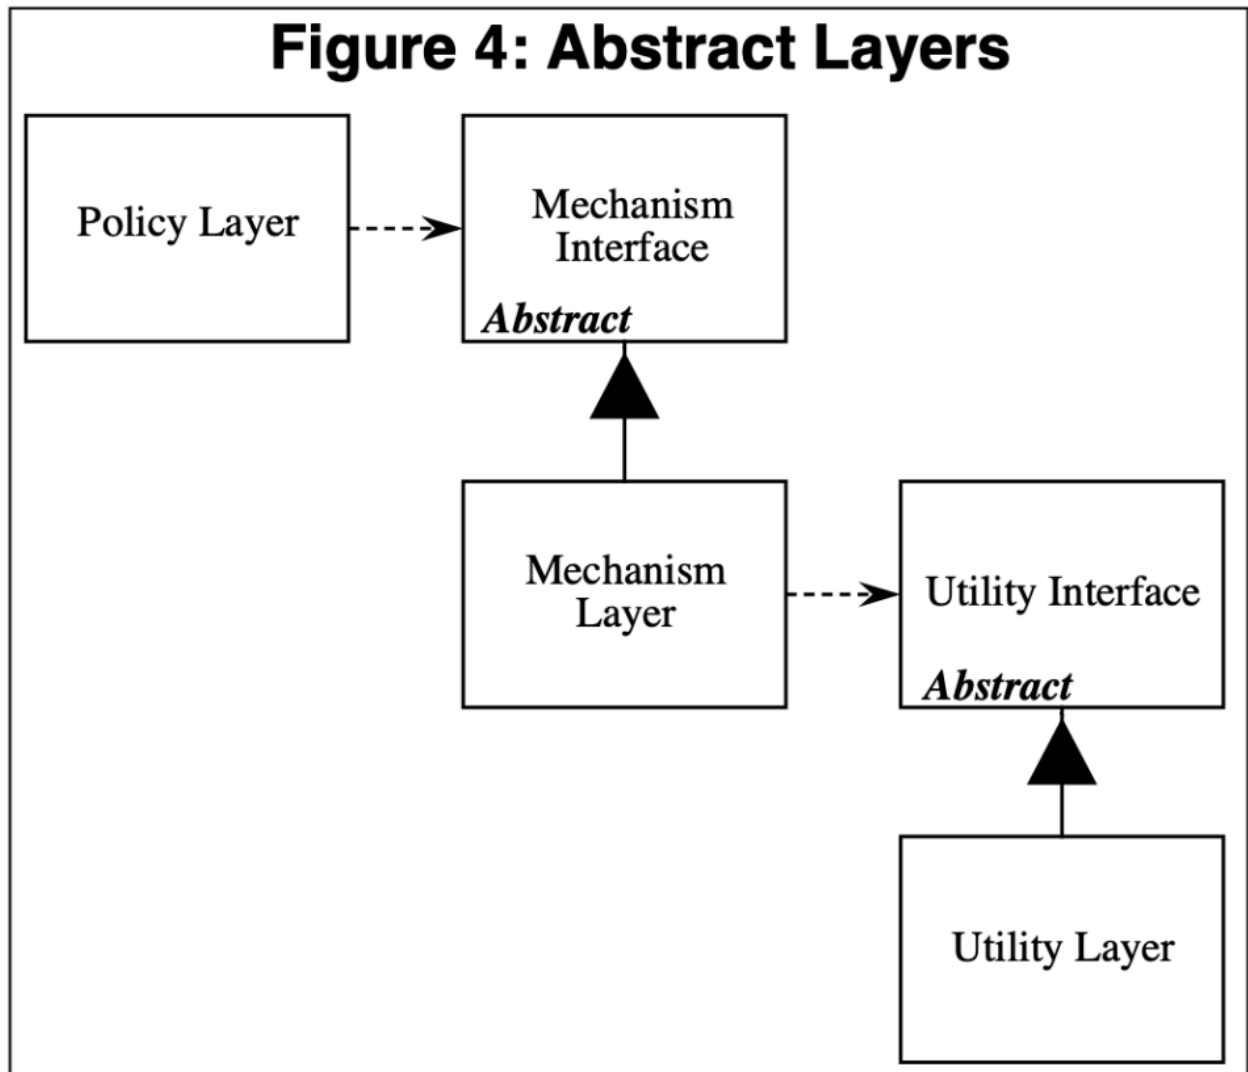 Figure 4: Abstract Layers
Policy Layer
Mechanism
Interface
Abstract
Mechanism
Layer
Utility Interface
Abstract
Utility Layer